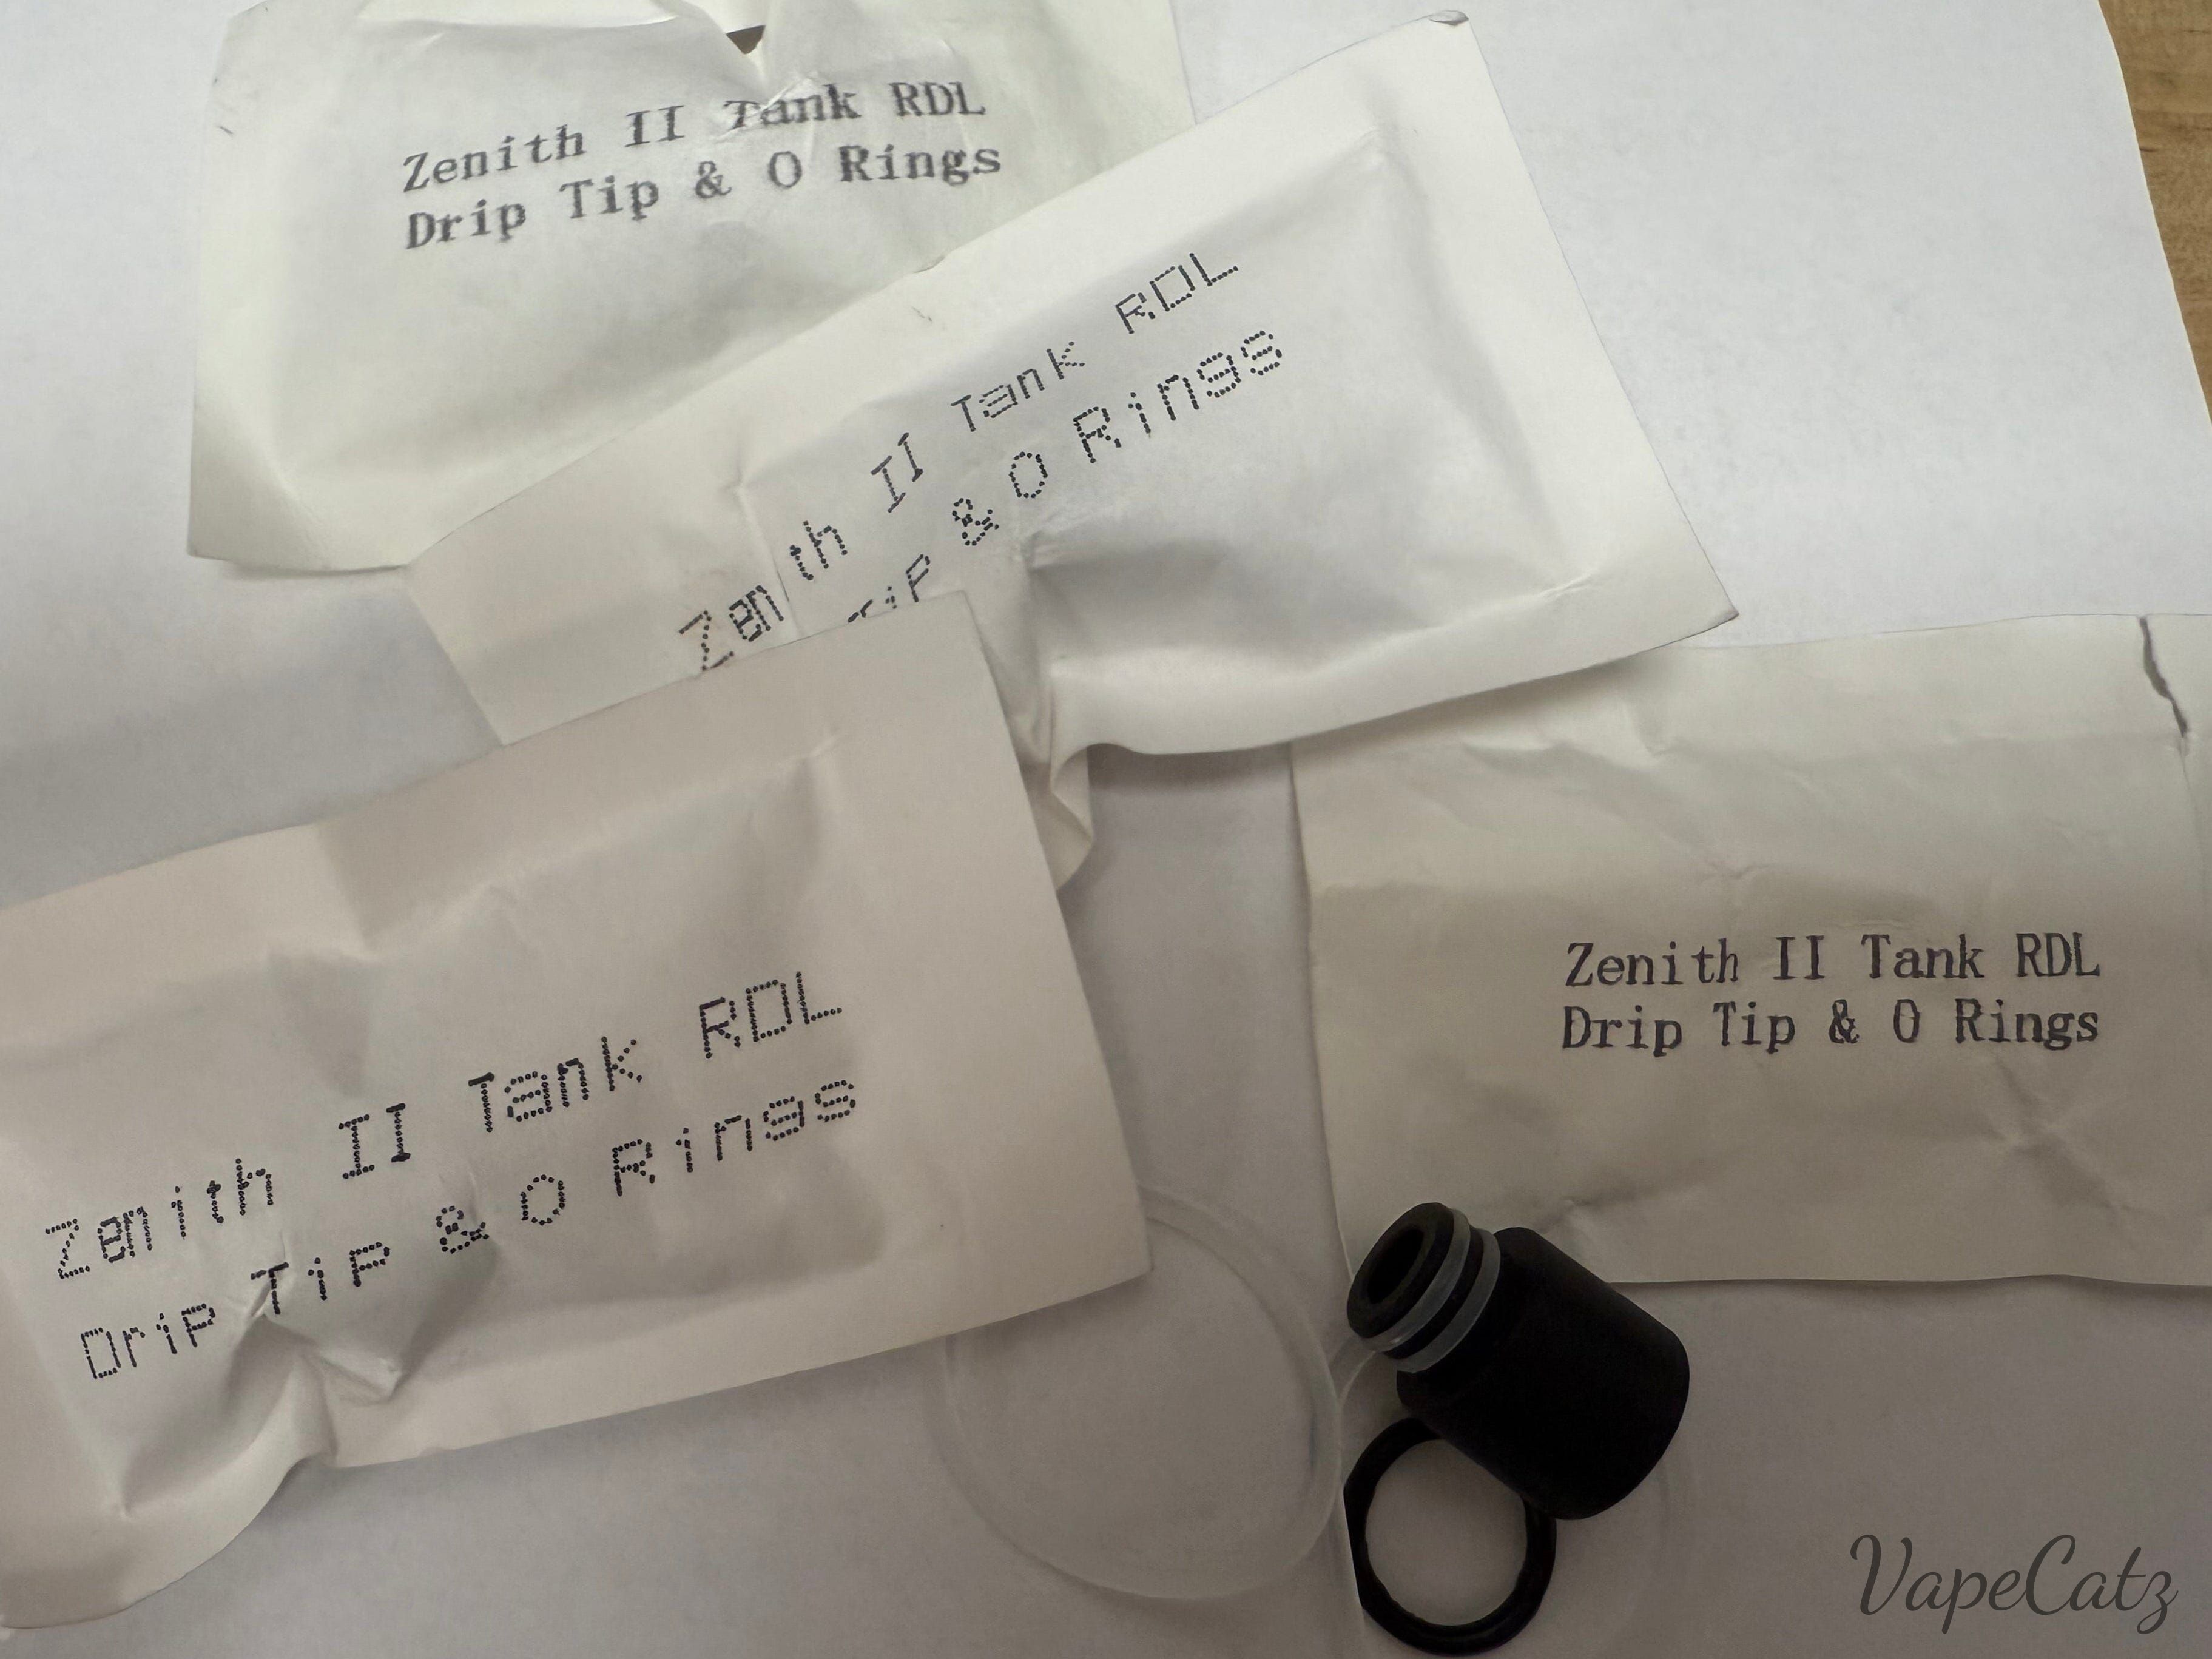 Zenith II Tank RDL
Drip Tip & O Rings
Zenith II Tank RDL
Tip & O Rings
Zenith II Tank RDL
Drip Tip & O Rings
Zenith II Tank RDL
Drip Tip & O Rings
VapeCatz